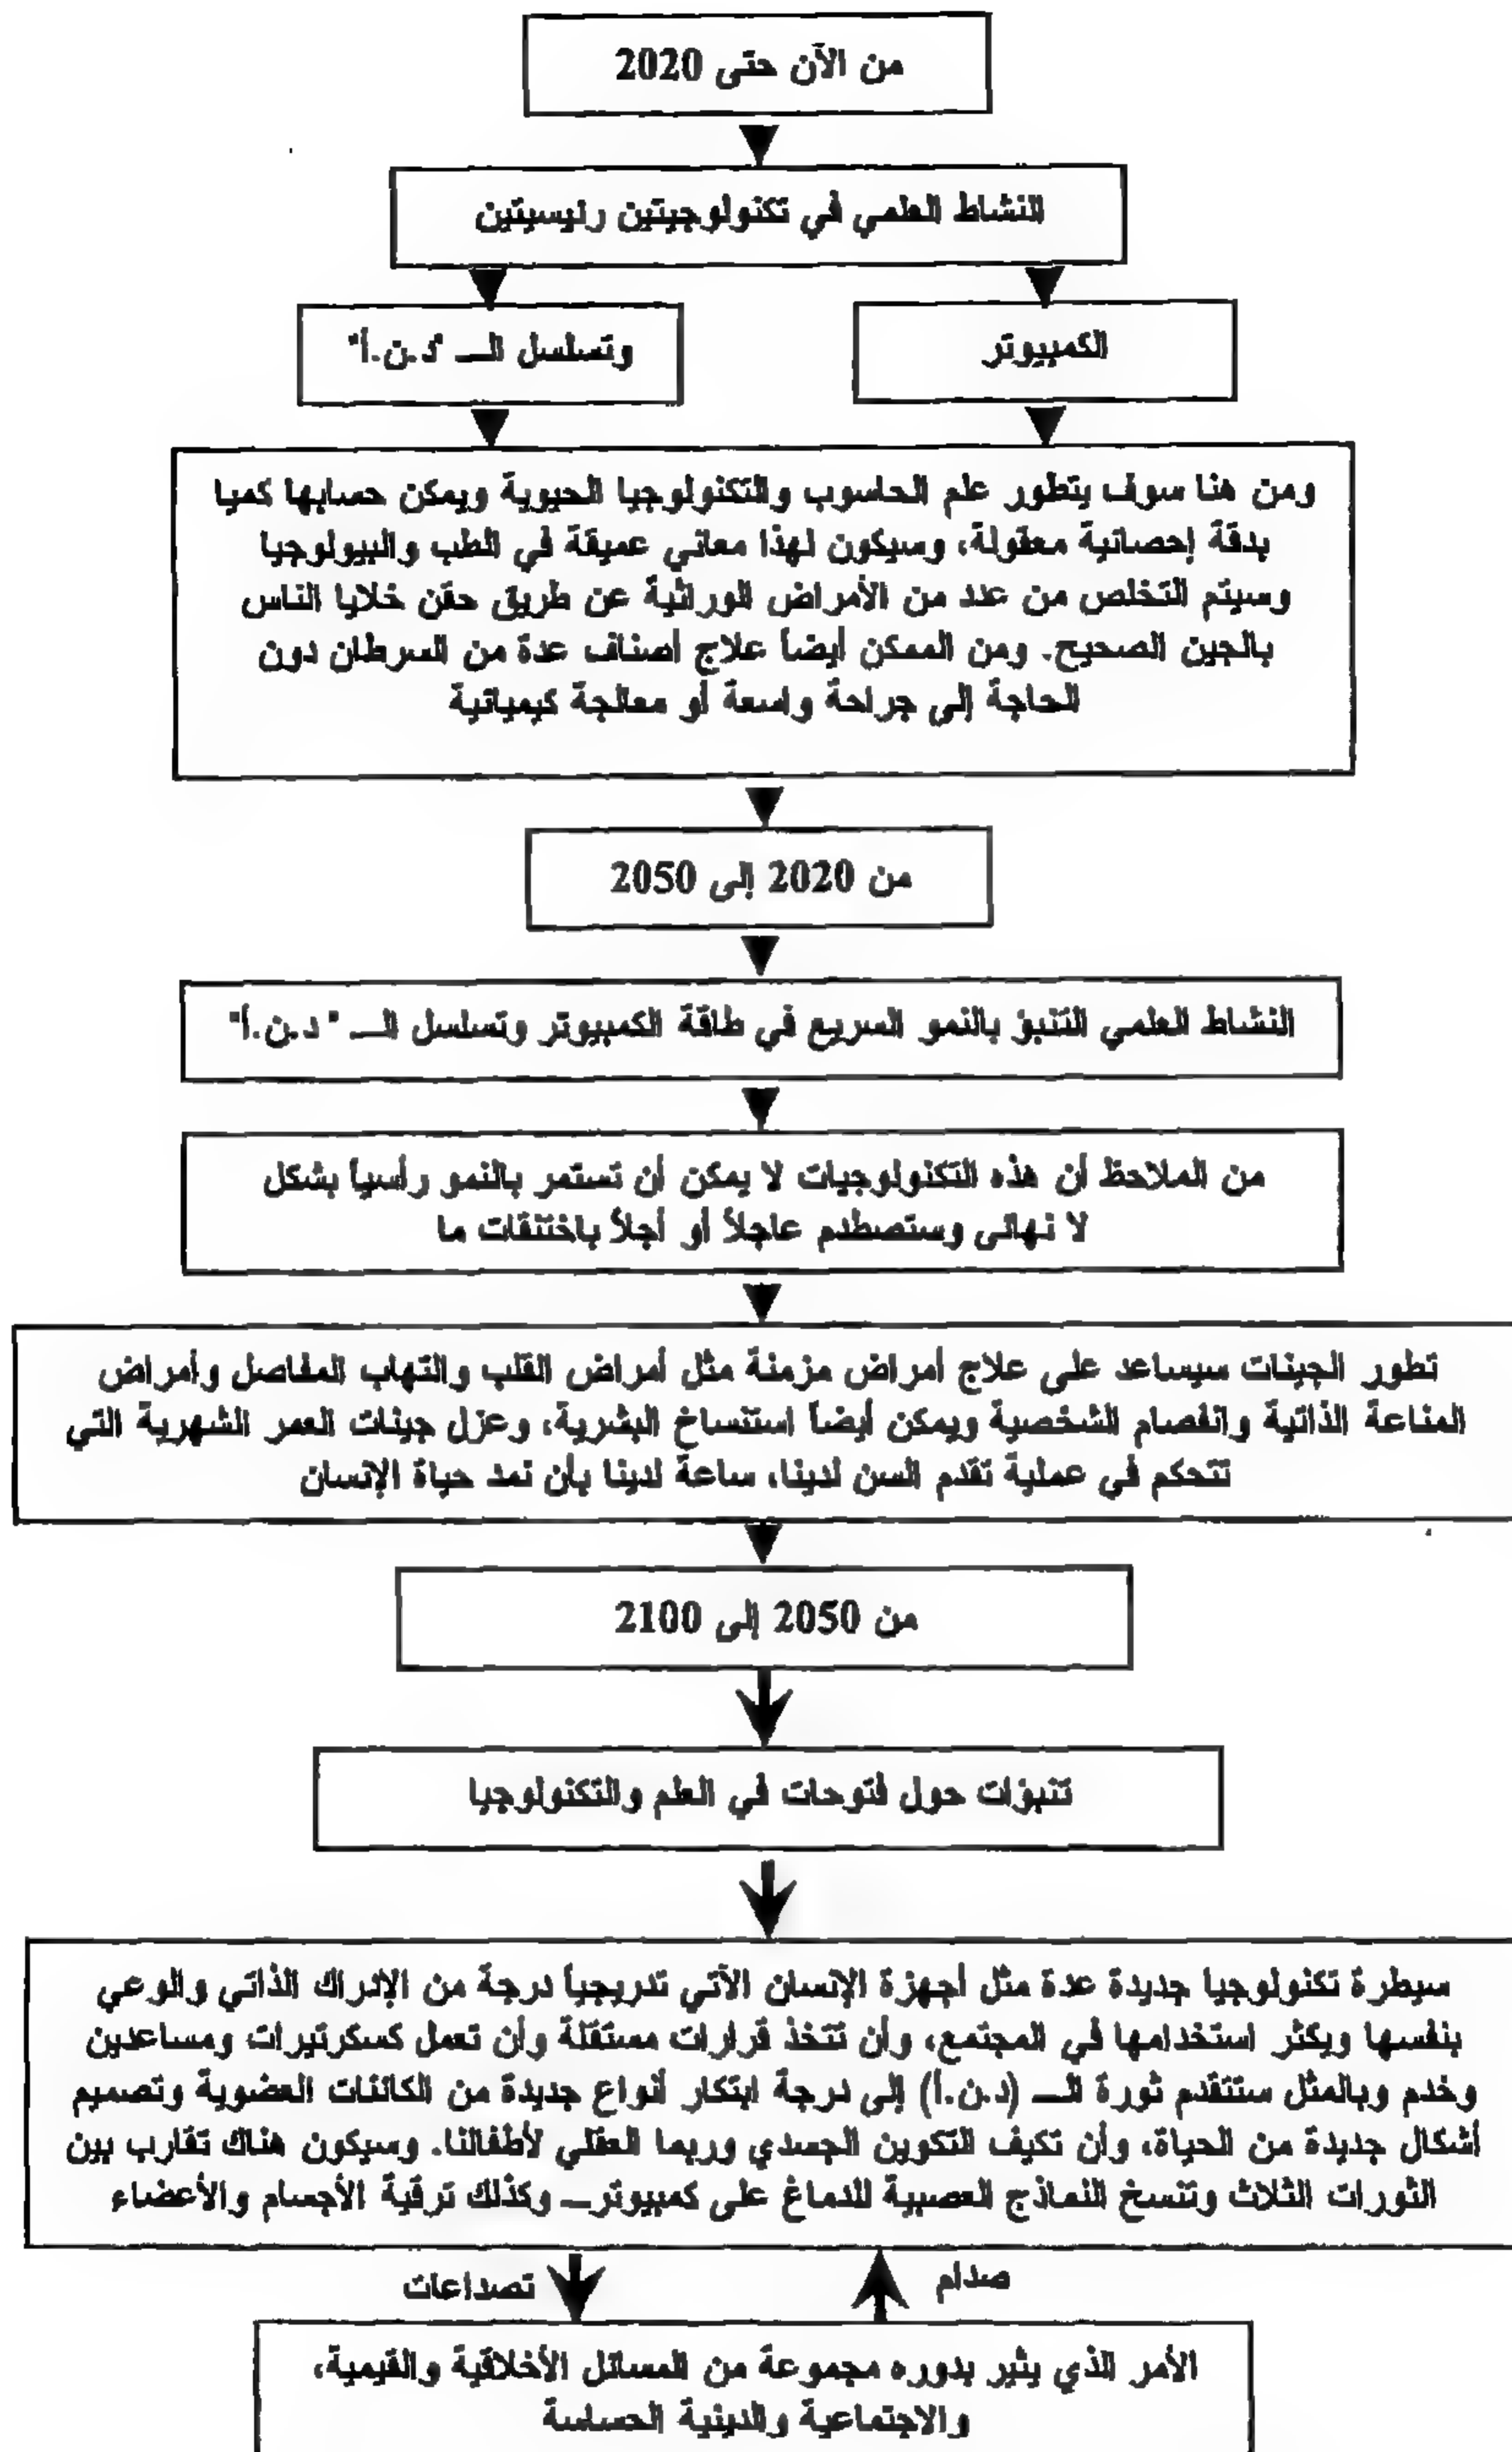 من الآن حتى 2020
النشاط العلمي في تكنولوجيتين رئيسيتين
الكمبيوتر
وتسلسل الـــ "د.ن.أ"
ومن هنا سوف يتطور علم الحاسوب والتكنولوجيا الحيوية ويمكن حسابها كميا
بدقة إحصائية معقولة، وسيكون لهذا معاني عميقة في الطب والبيولوجيا
وسيتم التخلص من عدد من الأمراض الوراثية عن طريق حقن خلايا الناس
بالجين الصحيح. ومن الممكن أيضاً علاج أصناف عدة من السرطان دون
الحاجة إلى جراحة واسعة أو معالجة كيميائية
من 2020 إلى 2050
النشاط العلمي التنبؤ بالنمو السريع في طاقة الكمبيوتر وتسلسل الـــ " د.ن.أ"
من الملاحظ أن هذه التكنولوجيات لا يمكن أن تستمر بالنمو رأسياً بشكل
لا نهائى وستصطدم عاجلاً أو أجلاً باختنقات ما
تطور الجينات سيساعد على علاج أمراض مزمنة مثل أمراض القلب والتهاب المفاصل وأمراض
المناعة الذاتية وانفصام الشخصية ويمكن أيضاً استنساخ البشرية، وعزل جينات العمر الشهرية التي
تتحكم في عملية تقدم السن لدينا، ساعة لدينا بأن نمد حياة الإنسان
من 2050 إلى 2100
تنبؤات حول فتوحات في العلم والتكنولوجيا
سيطرة تكنولوجيا جديدة عدة مثل أجهزة الإنسان الآتي تدريجياً درجة من الإدراك الذاتي والوعي
بنفسها ويكثر استخدامها في المجتمع، وأن تتخذ قرارات مستقلة وأن تعمل كسكرتيرات ومساعدين
وخدم وبالمثل ستتقدم ثورة الـــ (د.ن.أ) إلى درجة ابتكار أنواع جديدة من الكائنات العضوية وتصميم
أشكال جديدة من الحياة، وأن تكيف التكوين الجسدي وربما العقلي لأطفالنا. وسيكون هناك تقارب بين
الثورات الثلاث وتنسخ النماذج العصبية للدماغ على كمبيوتر– وكذلك ترقية الأجسام والأعضاء
صدام
تصداعات
الأمر الذي يثير بدوره مجموعة من المسائل الأخلاقية والقيمية،
والاجتماعية والدينية الحساسة